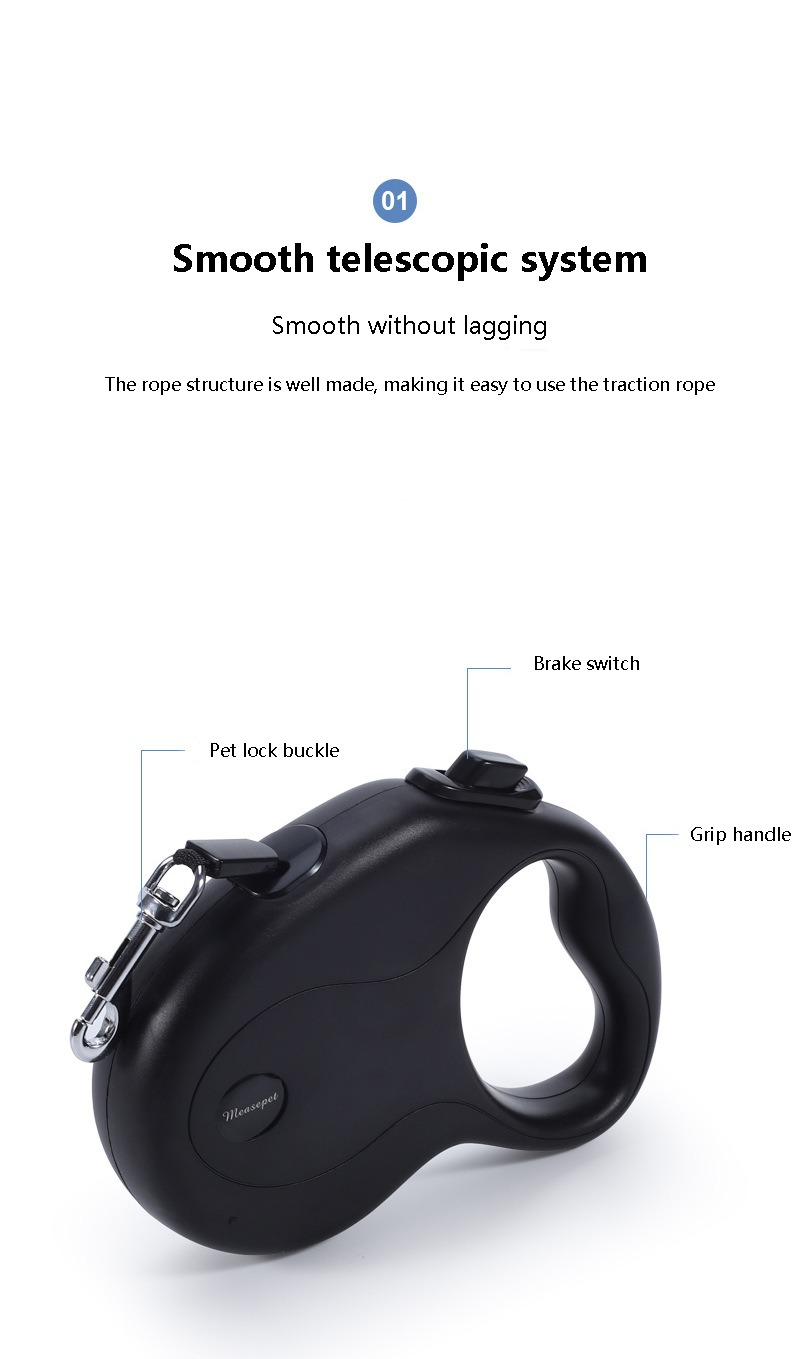 01
Smooth telescopic system
Smooth without lagging
The rope structure is well made, making it easy to use the traction rope
Brake switch
Pet lock buckle
Grip handle
Measepet